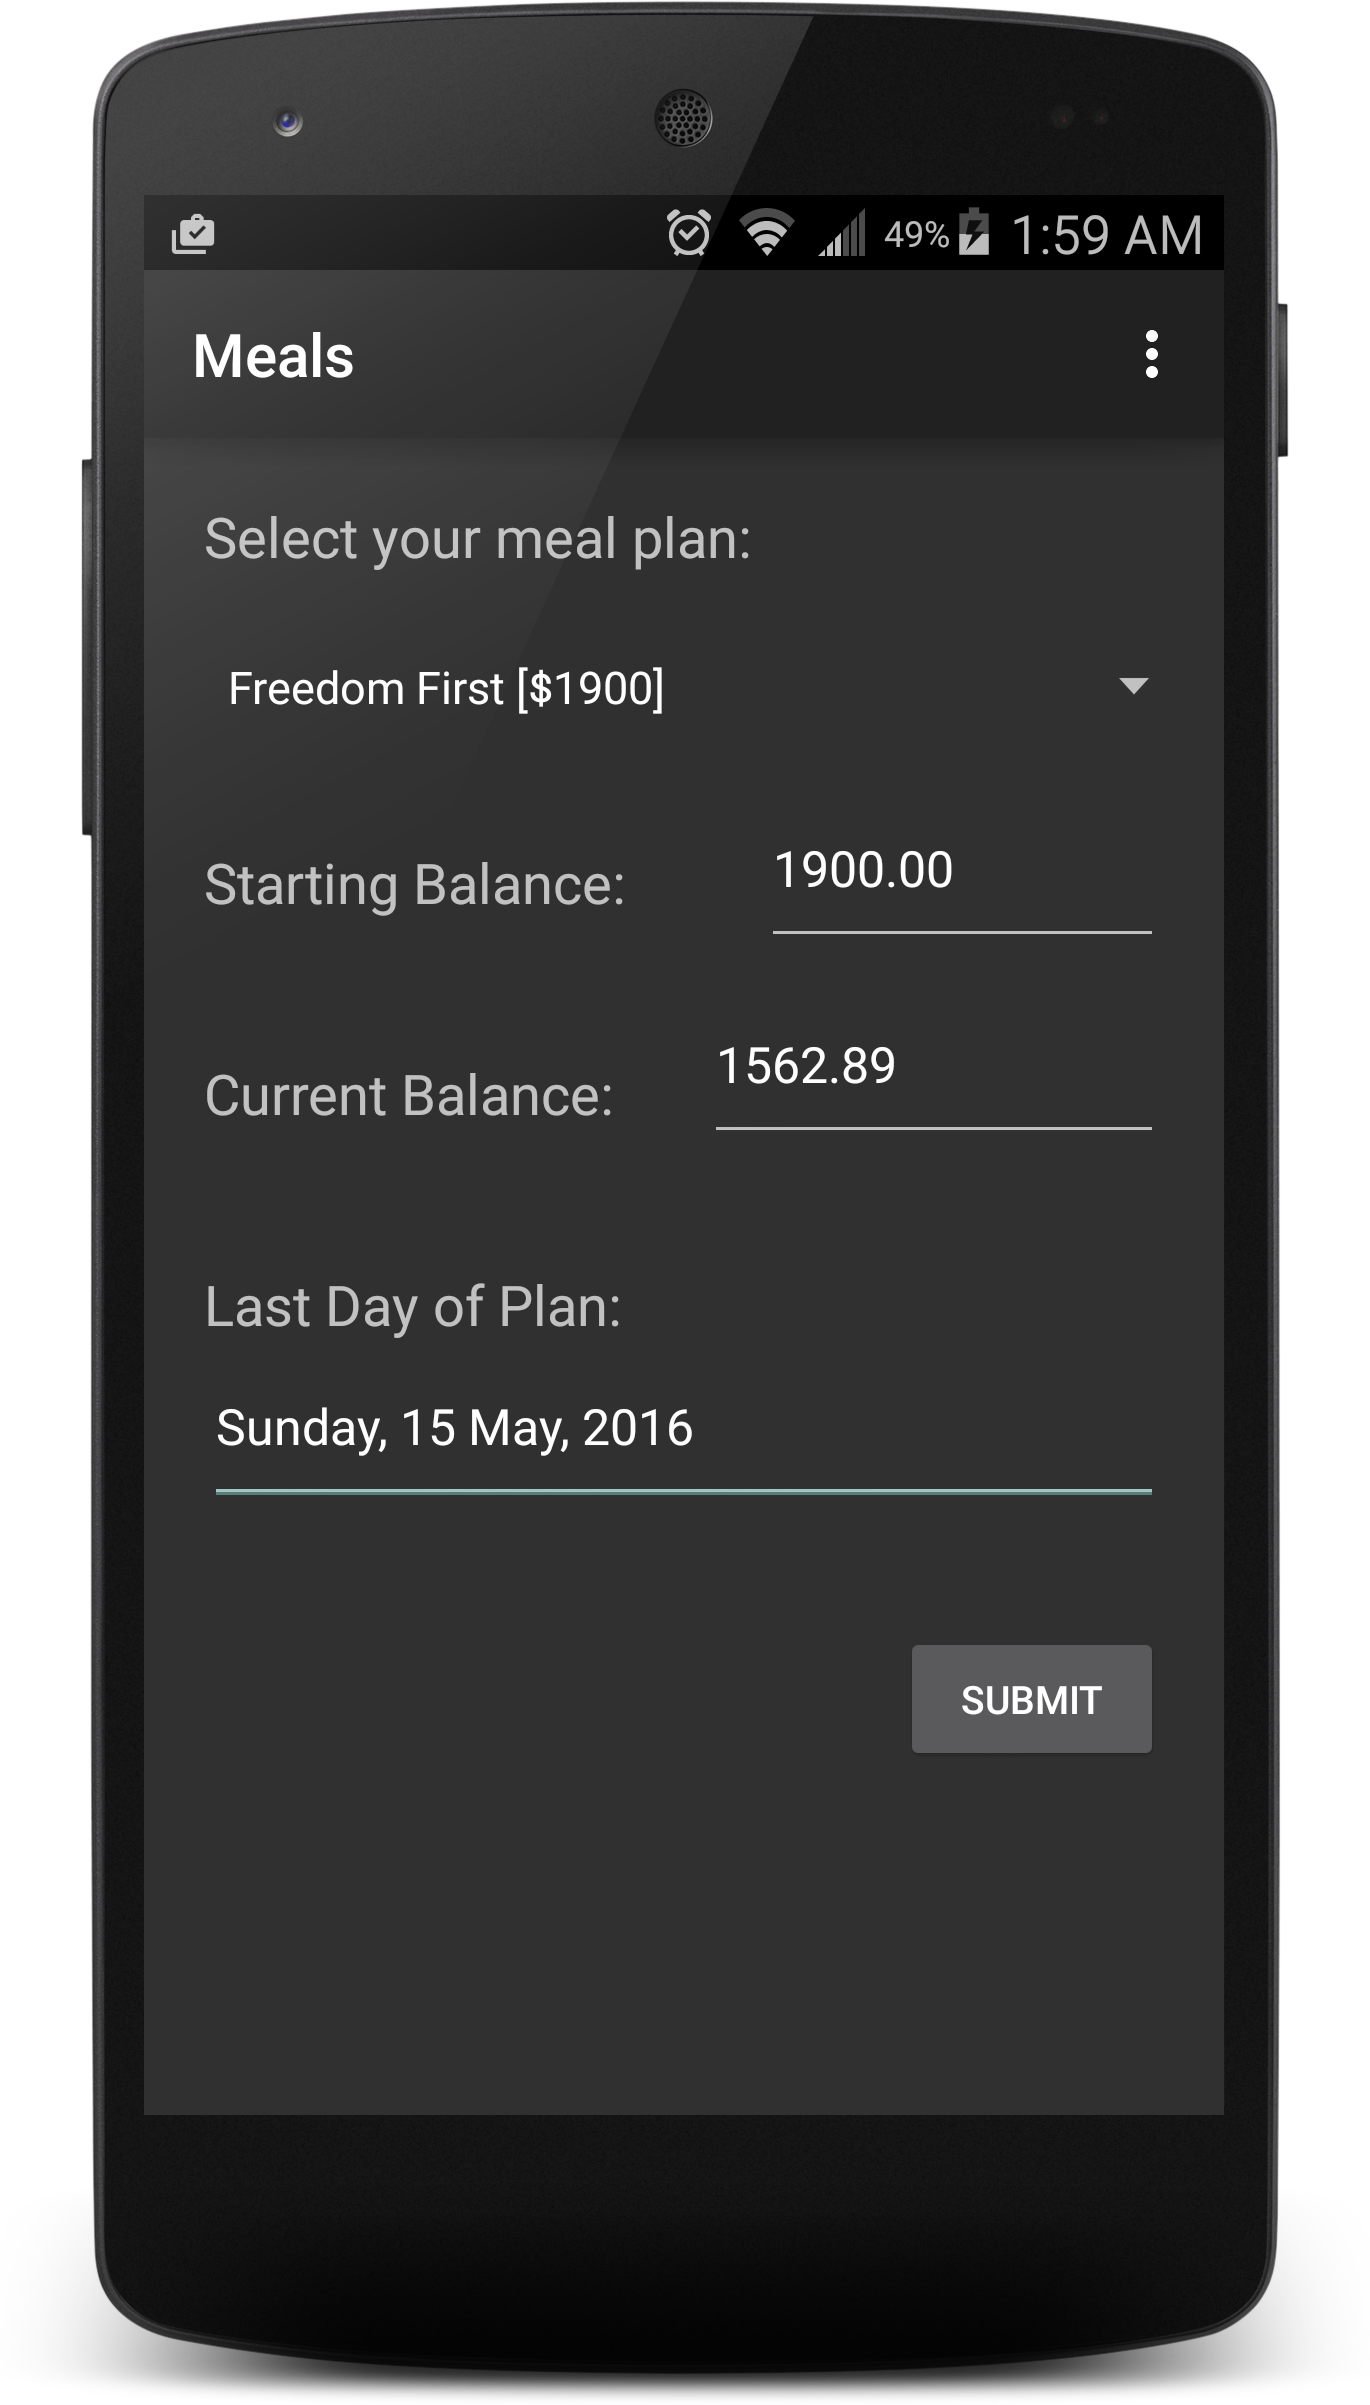 49% 1:59 AM
Meals
Select your meal plan:
Freedom First [$1900]
Starting Balance: 1900.00
Current Balance: 1562.89
Last Day of Plan:
Sunday, 15 May, 2016
SUBMIT